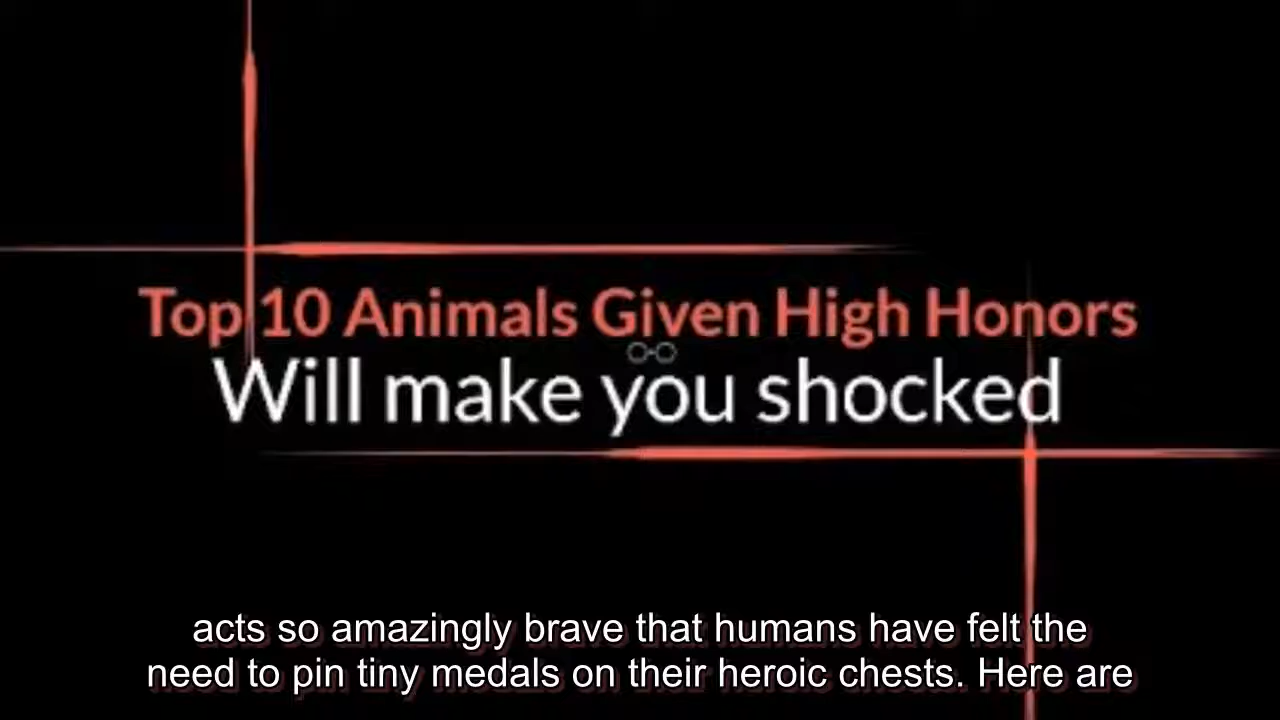 Top 10 Animals Given High Honors
Will make you shocked
acts so amazingly brave that humans have felt the
need to pin tiny medals on their heroic chests. Here are